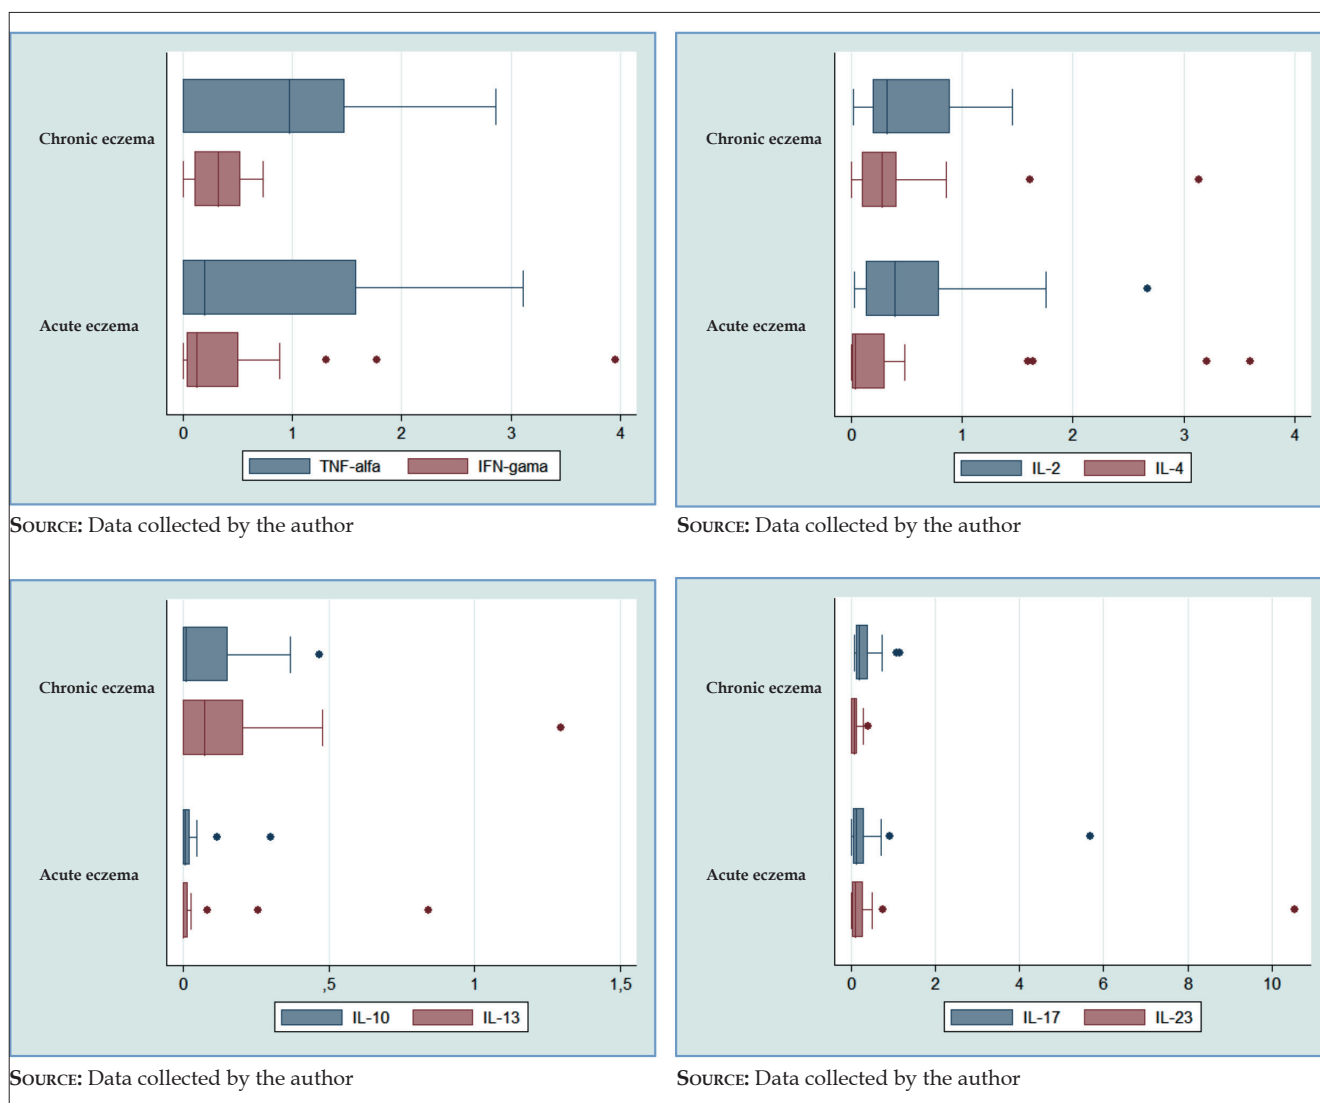 Chronic eczema
Acute eczema
0 1 2 3 4
TNF-alfa IFN-gama
SOURCE: Data collected by the author
Chronic eczema
Acute eczema
0 1 2 3 4
IL-2 IL-4
SOURCE: Data collected by the author
Chronic eczema
Acute eczema
0 ,5 1 1,5
IL-10 IL-13
SOURCE: Data collected by the author
Chronic eczema
Acute eczema
0 2 4 6 8 10
IL-17 IL-23
SOURCE: Data collected by the author